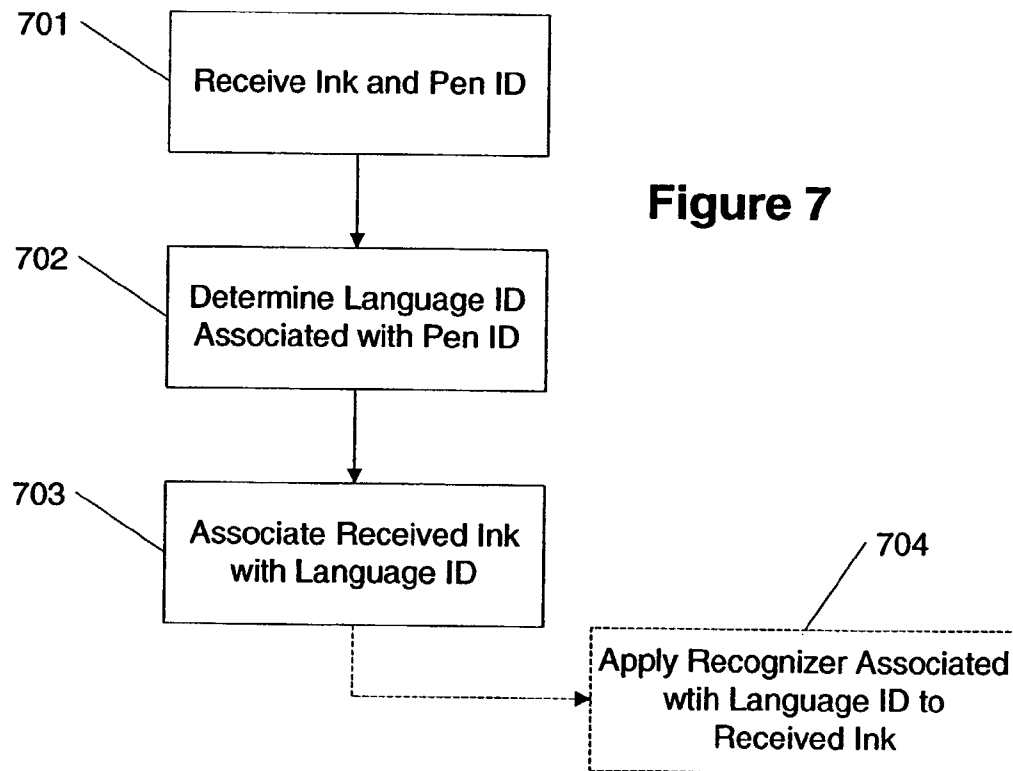 701
Receive Ink and Pen ID
Figure 7
702
Determine Language ID
Associated with Pen ID
703
Associate Received Ink
with Language ID
704
Apply Recognizer Associated
wtih Language ID to
Received Ink